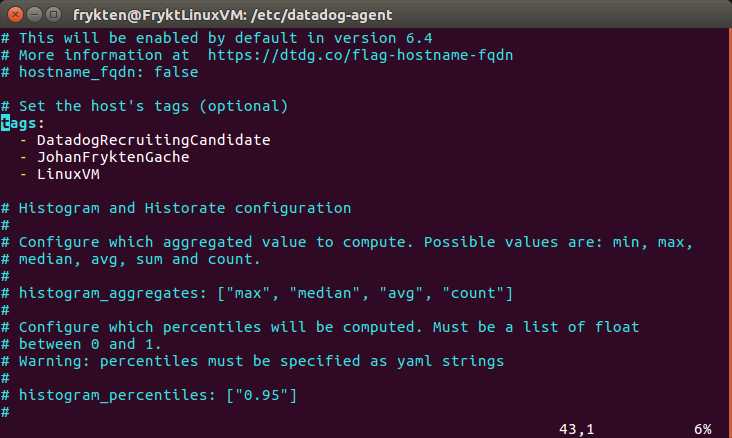 frykten@FryktLinuxVM: /etc/datadog-agent
# This will be enabled by default in version 6.4
# More information at  https://dtdg.co/flag-hostname-fqdn
# hostname_fqdn: false
# Set the host's tags (optional)
tags:
  - DatadogRecruitingCandidate
  - JohanFryktenGache
  - LinuxVM
# Histogram and Historate configuration
#
# Configure which aggregated value to compute. Possible values are: min, max,
# median, avg, sum and count.
#
# histogram_aggregates: ["max", "median", "avg", "count"]
#
# Configure which percentiles will be computed. Must be a list of float
# between 0 and 1.
# Warning: percentiles must be specified as yaml strings
#
# histogram_percentiles: ["0.95"]
#
43,1 6%